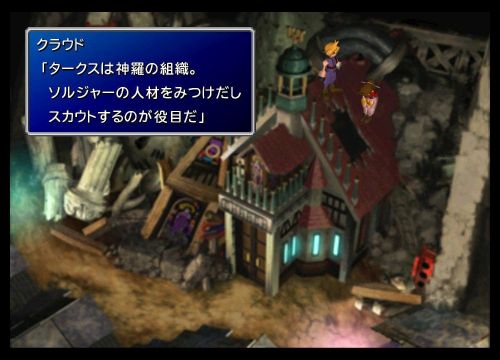 クラウド
「タークスは神羅の組織。
ソルジャーの人材をみつけだし
スカウトするのが役目だ」